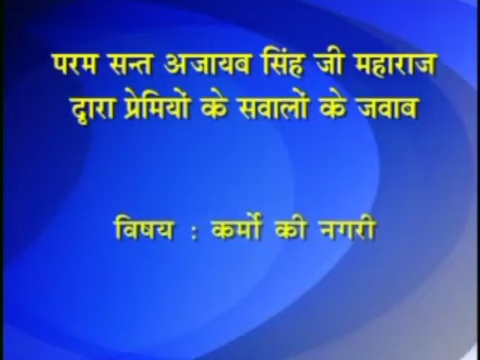 परम सन्त अजायव सिंह जी महाराज
द्वारा प्रेमियों के सवालों के जवाव
विषय : कर्मो की नगरी